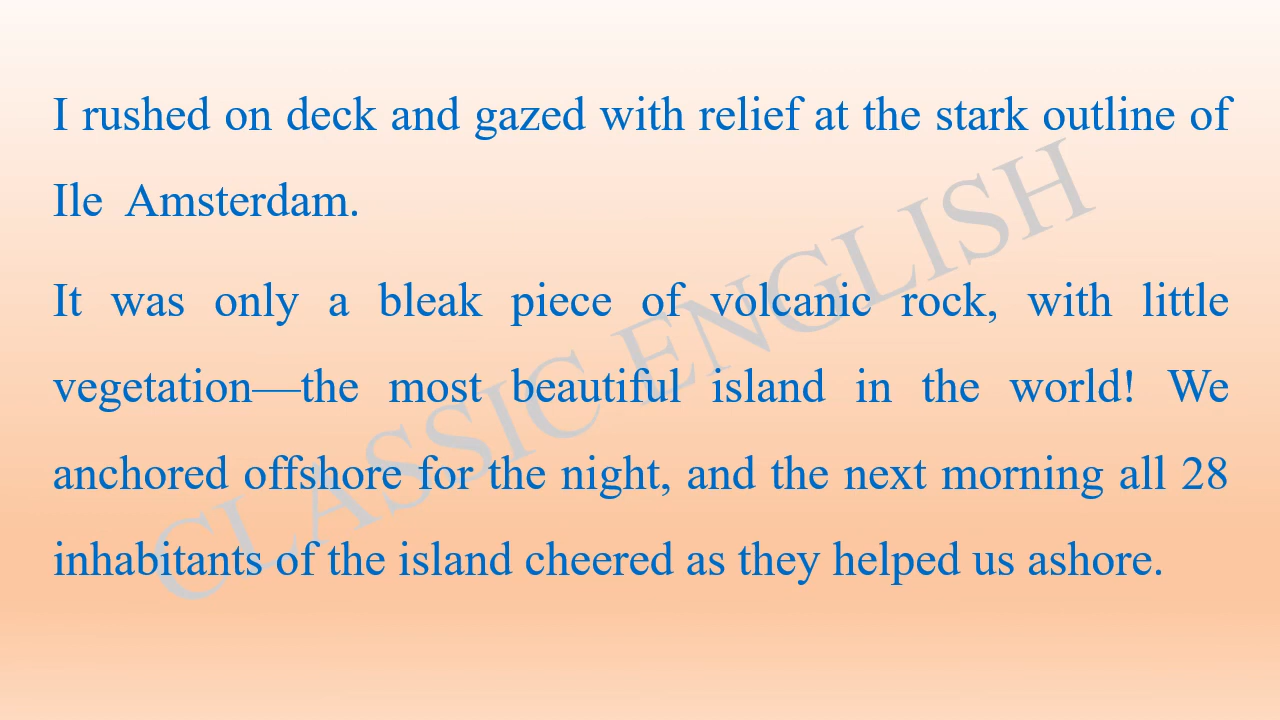 I rushed on deck and gazed with relief at the stark outline of
Ile Amsterdam.
It was only a bleak piece of volcanic rock, with little
vegetation—the most beautiful island in the world! We
anchored offshore for the night, and the next morning all 28
inhabitants of the island cheered as they helped us ashore.
CLASSIC ENGLISH